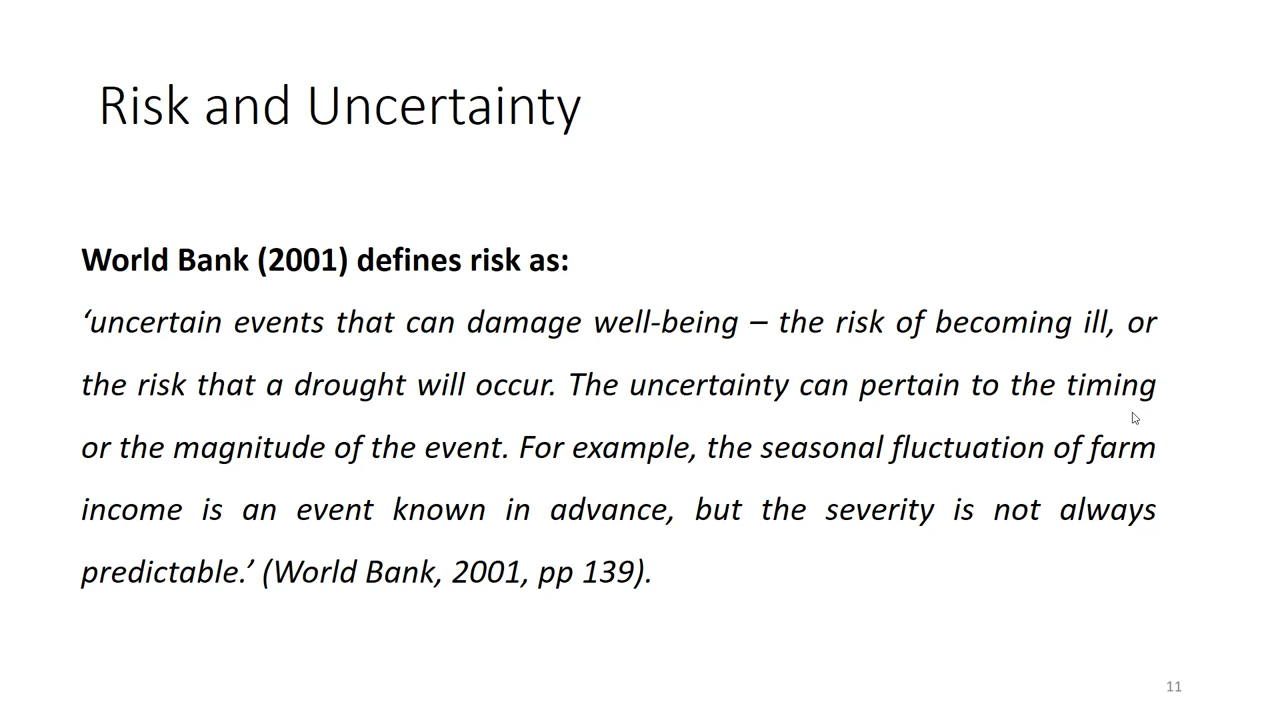 Risk and Uncertainty
World Bank (2001) defines risk as:
‘uncertain events that can damage well-being – the risk of becoming ill, or
the risk that a drought will occur. The uncertainty can pertain to the timing
or the magnitude of the event. For example, the seasonal fluctuation of farm
income is an event known in advance, but the severity is not always
predictable.’ (World Bank, 2001, pp 139).
11